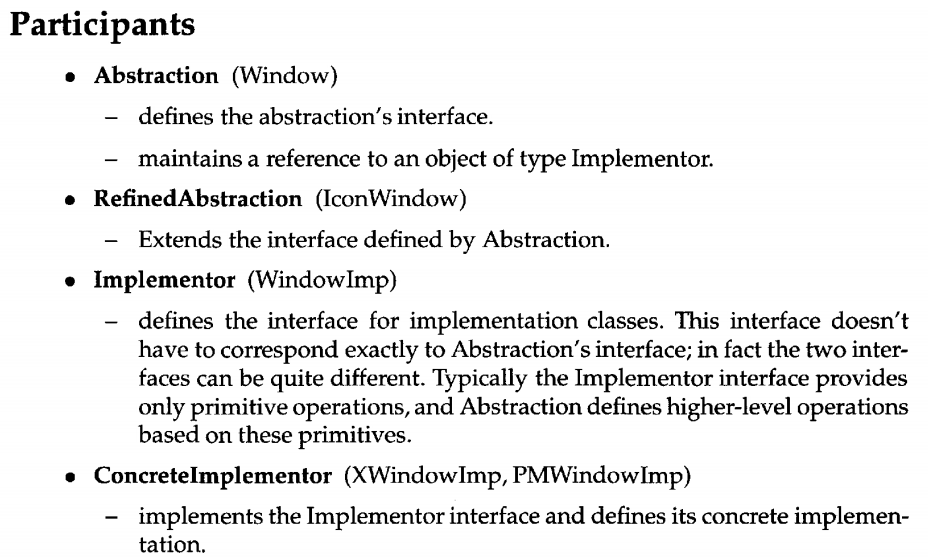 Participants
• Abstraction (Window)
– defines the abstraction's interface.
– maintains a reference to an object of type Implementor.
• RefinedAbstraction (IconWindow)
– Extends the interface defined by Abstraction.
• Implementor (WindowImp)
– defines the interface for implementation classes. This interface doesn't
have to correspond exactly to Abstraction's interface; in fact the two inter-
faces can be quite different. Typically the Implementor interface provides
only primitive operations, and Abstraction defines higher-level operations
based on these primitives.
• ConcreteImplementor (XWindowImp, PMWindowImp)
– implements the Implementor interface and defines its concrete implemen-
tation.